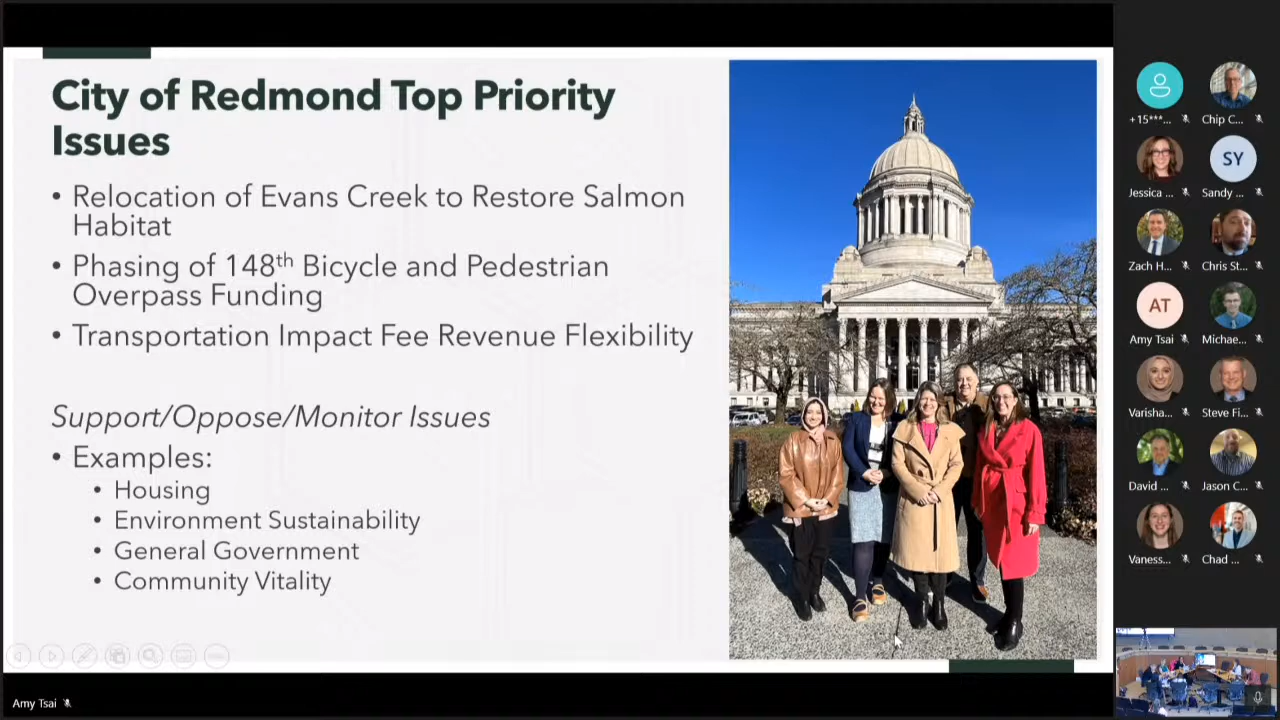 City of Redmond Top Priority
Issues
• Relocation of Evans Creek to Restore Salmon
Habitat
• Phasing of 148th Bicycle and Pedestrian
Overpass Funding
• Transportation Impact Fee Revenue Flexibility
Support/Oppose/Monitor Issues
• Examples:
• Housing
• Environment Sustainability
• General Government
• Community Vitality
+15***...
Chip C...
Jessica ...
SY
Sandy ...
Zach H...
Chris St...
AT
Amy Tsai
Michae...
Varisha...
Steve Fi...
David ...
Jason C...
Vaness...
Chad ...
Amy Tsai